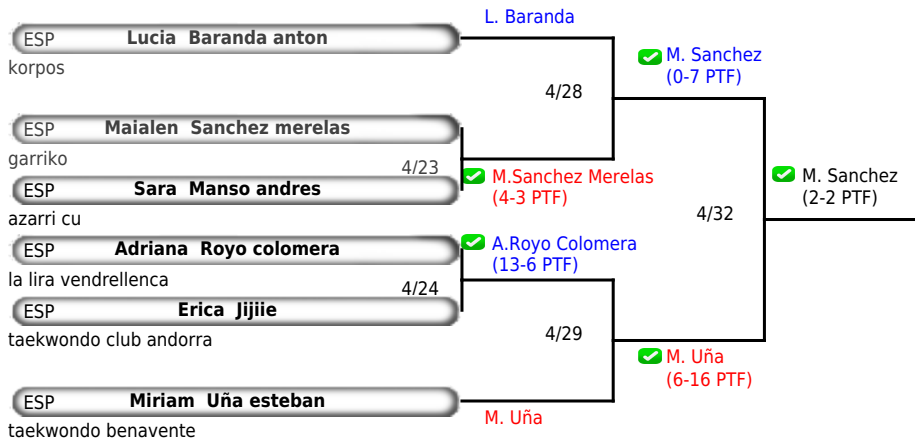 L. Baranda
ESP Lucia Baranda anton
korpos
M. Sanchez
(0-7 PTF)
4/28
ESP Maialen Sanchez merelas
garriko
4/23
M.Sanchez Merelas
(4-3 PTF)
ESP Sara Manso andres
azarri cu
M. Sanchez
(2-2 PTF)
4/32
ESP Adriana Royo colomera
la lira vendrellenca
A.Royo Colomera
(13-6 PTF)
4/24
ESP Erica Jijiie
taekwondo club andorra
4/29
M. Uña
(6-16 PTF)
ESP Miriam Uña esteban
taekwondo benavente
M. Uña